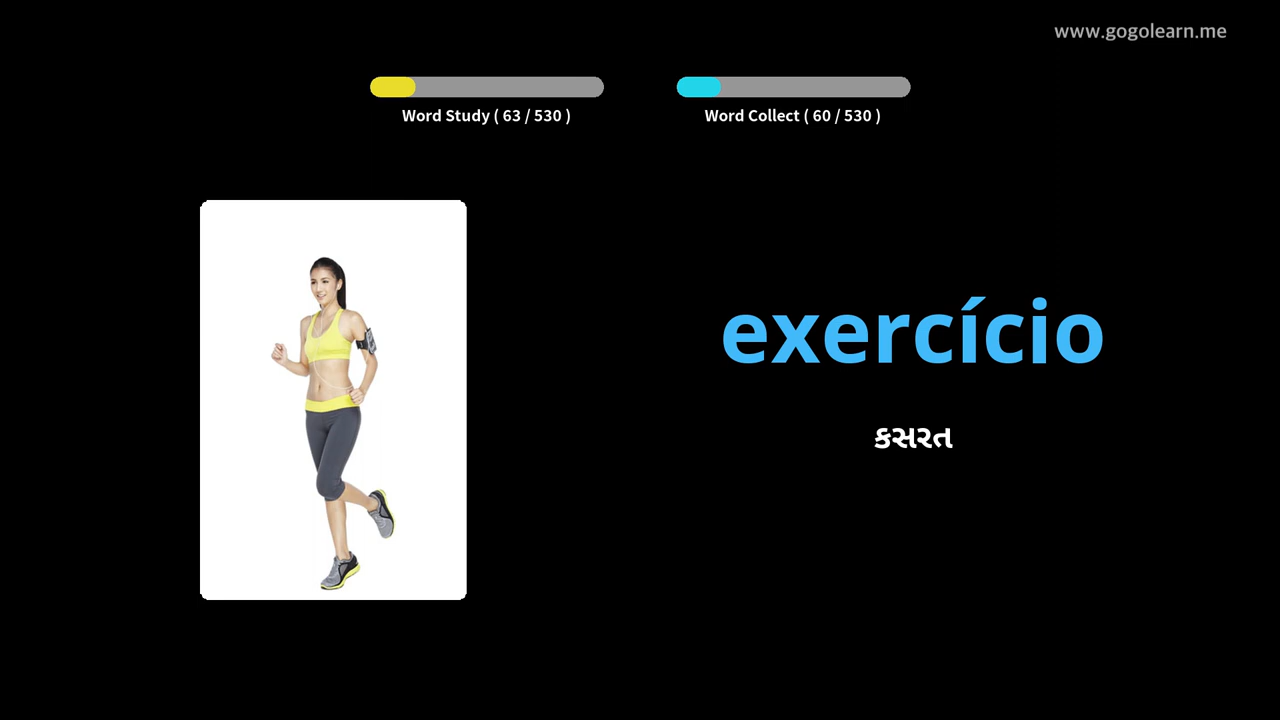 www.gogolearn.me
Word Study ( 63 / 530 )
Word Collect ( 60 / 530 )
exercício
કસરત